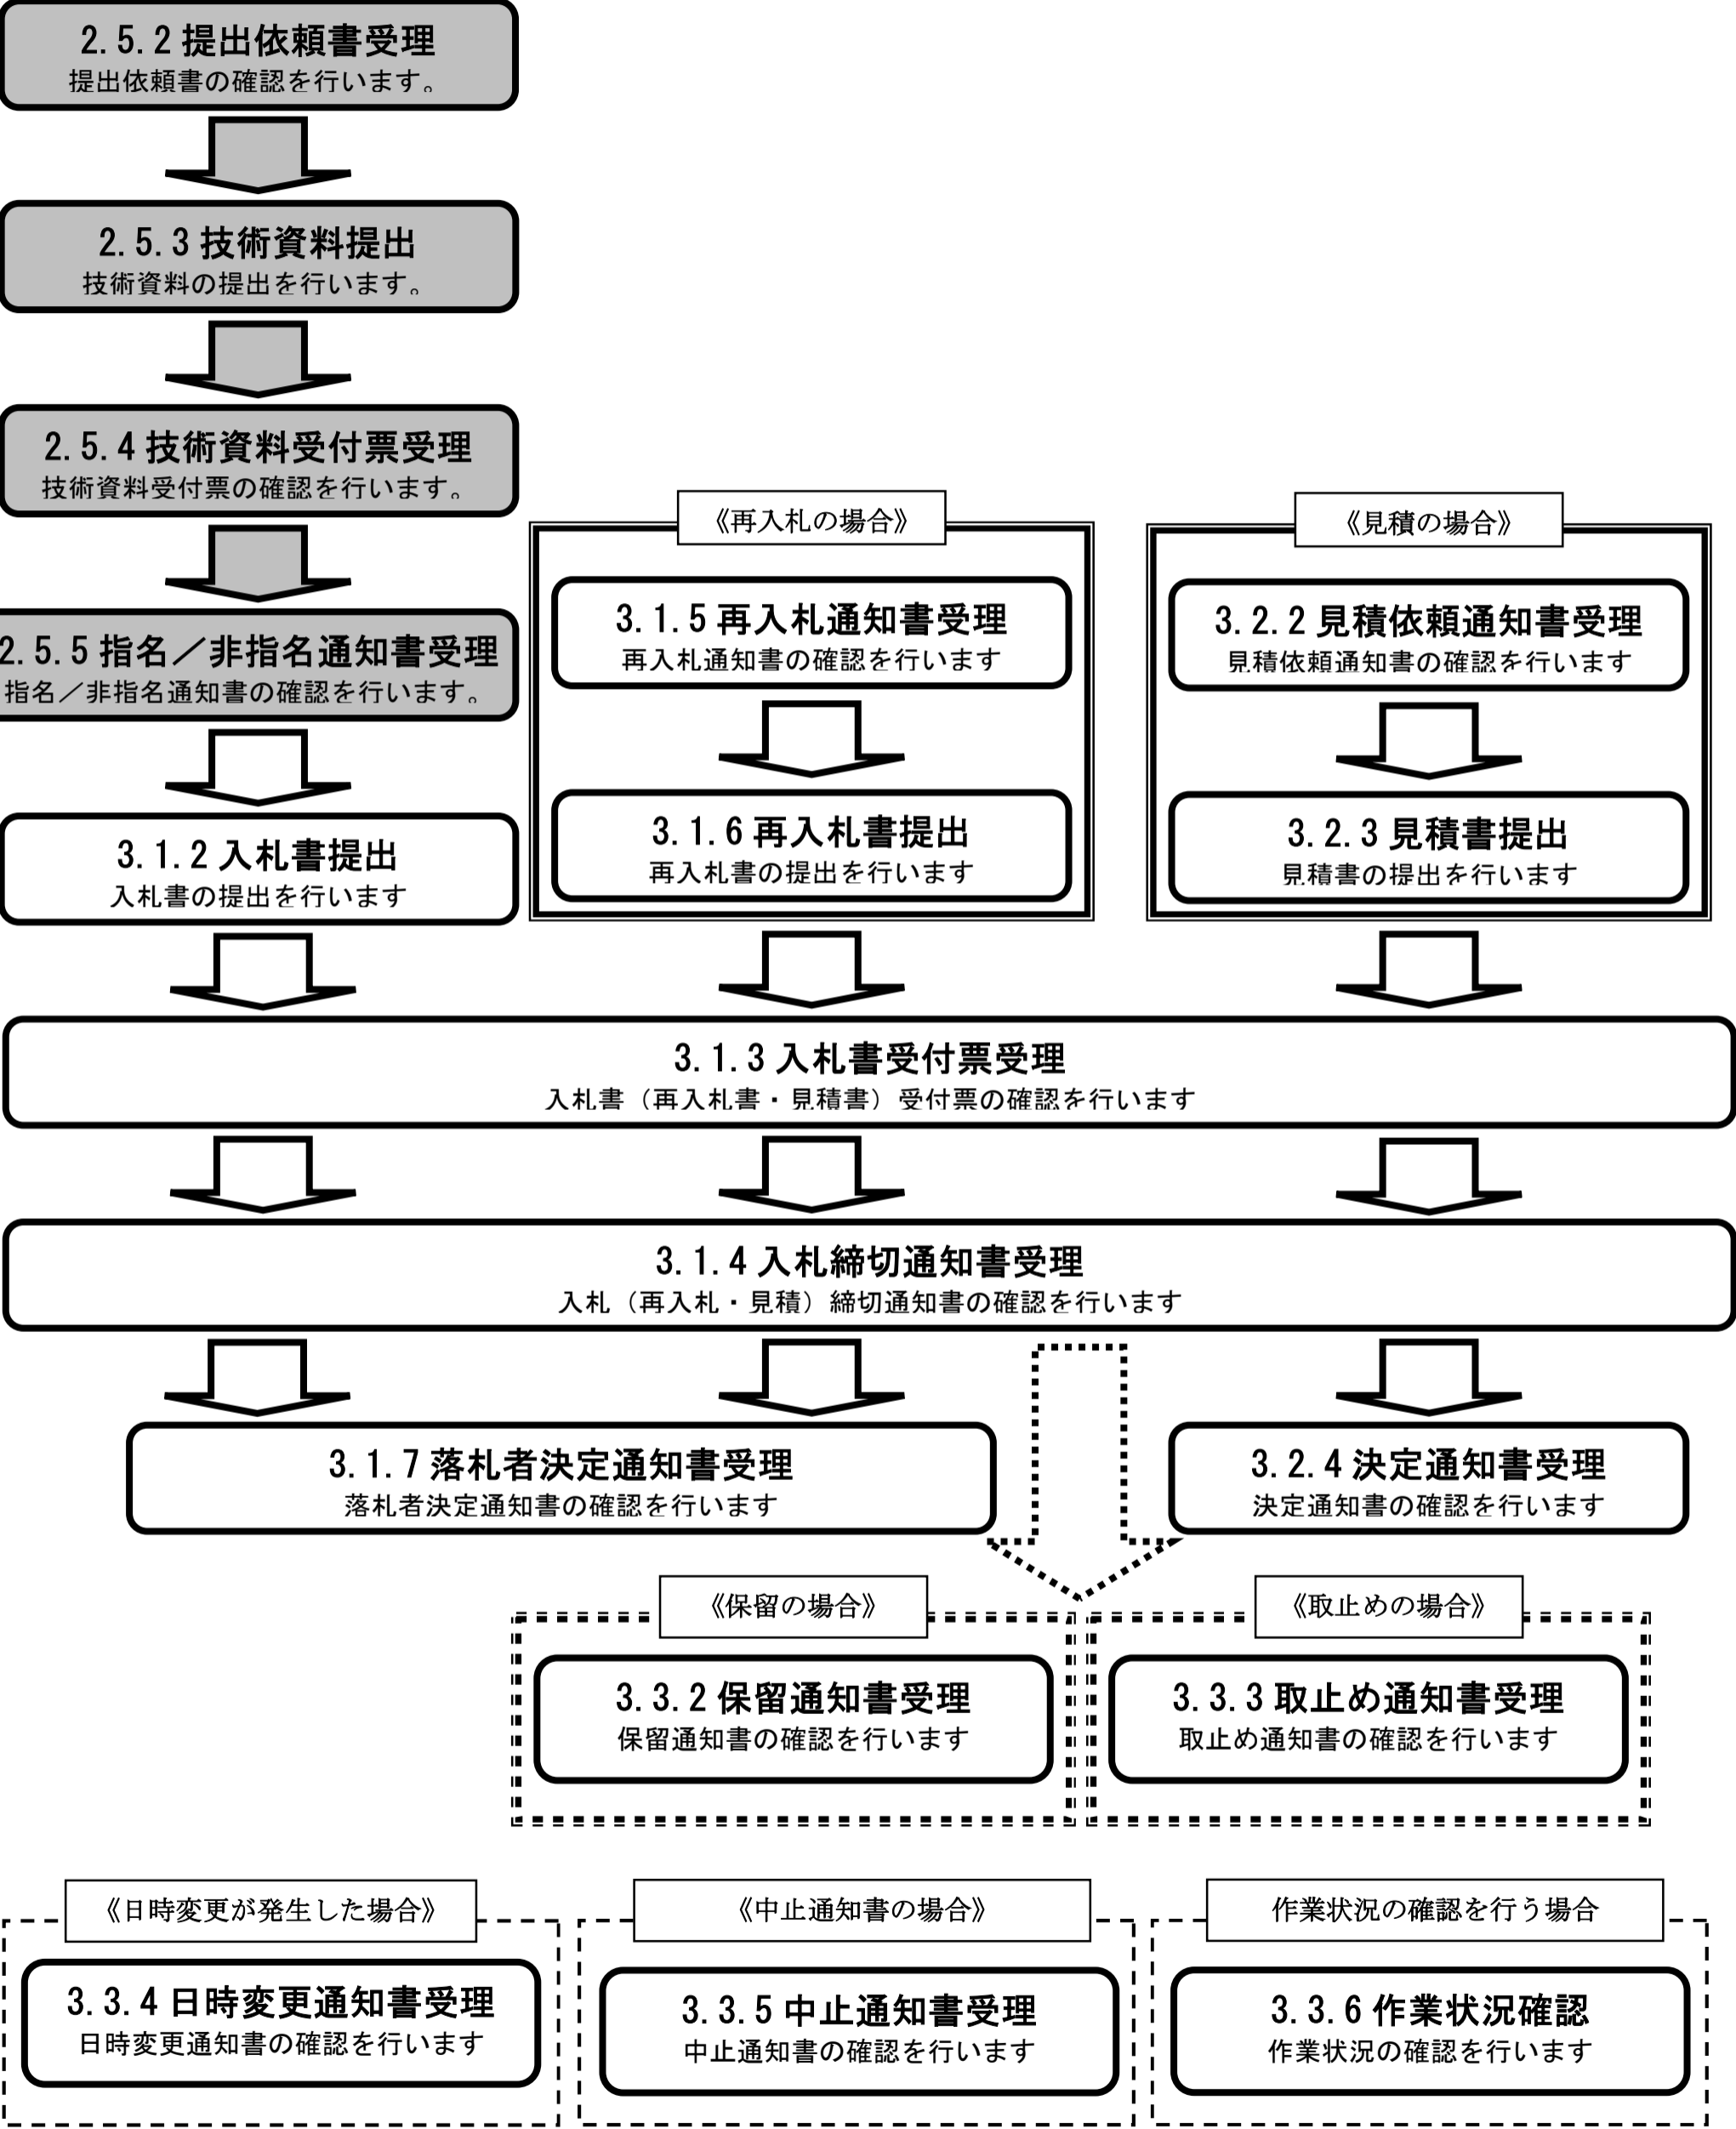 2.5.2 提出依頼書受理
提出依頼書の確認を行います。
2.5.3 技術資料提出
技術資料の提出を行います。
2.5.4 技術資料受付票受理
技術資料受付票の確認を行います。
2.5.5 指名／非指名通知書受理
指名／非指名通知書の確認を行います。
3.1.2 入札書提出
入札書の提出を行います
《再入札の場合》
3.1.5 再入札通知書受理
再入札通知書の確認を行います
3.1.6 再入札書提出
再入札書の提出を行います
《見積の場合》
3.2.2 見積依頼通知書受理
見積依頼通知書の確認を行います
3.2.3 見積書提出
見積書の提出を行います
3.1.3 入札書受付票受理
入札書（再入札書・見積書）受付票の確認を行います
3.1.4 入札締切通知書受理
入札（再入札・見積）締切通知書の確認を行います
3.1.7 落札者決定通知書受理
落札者決定通知書の確認を行います
3.2.4 決定通知書受理
決定通知書の確認を行います
《保留の場合》
3.3.2 保留通知書受理
保留通知書の確認を行います
《取止めの場合》
3.3.3 取止め通知書受理
取止め通知書の確認を行います
《日時変更が発生した場合》
3.3.4 日時変更通知書受理
日時変更通知書の確認を行います
《中止通知書の場合》
3.3.5 中止通知書受理
中止通知書の確認を行います
作業状況の確認を行う場合
3.3.6 作業状況確認
作業状況の確認を行います